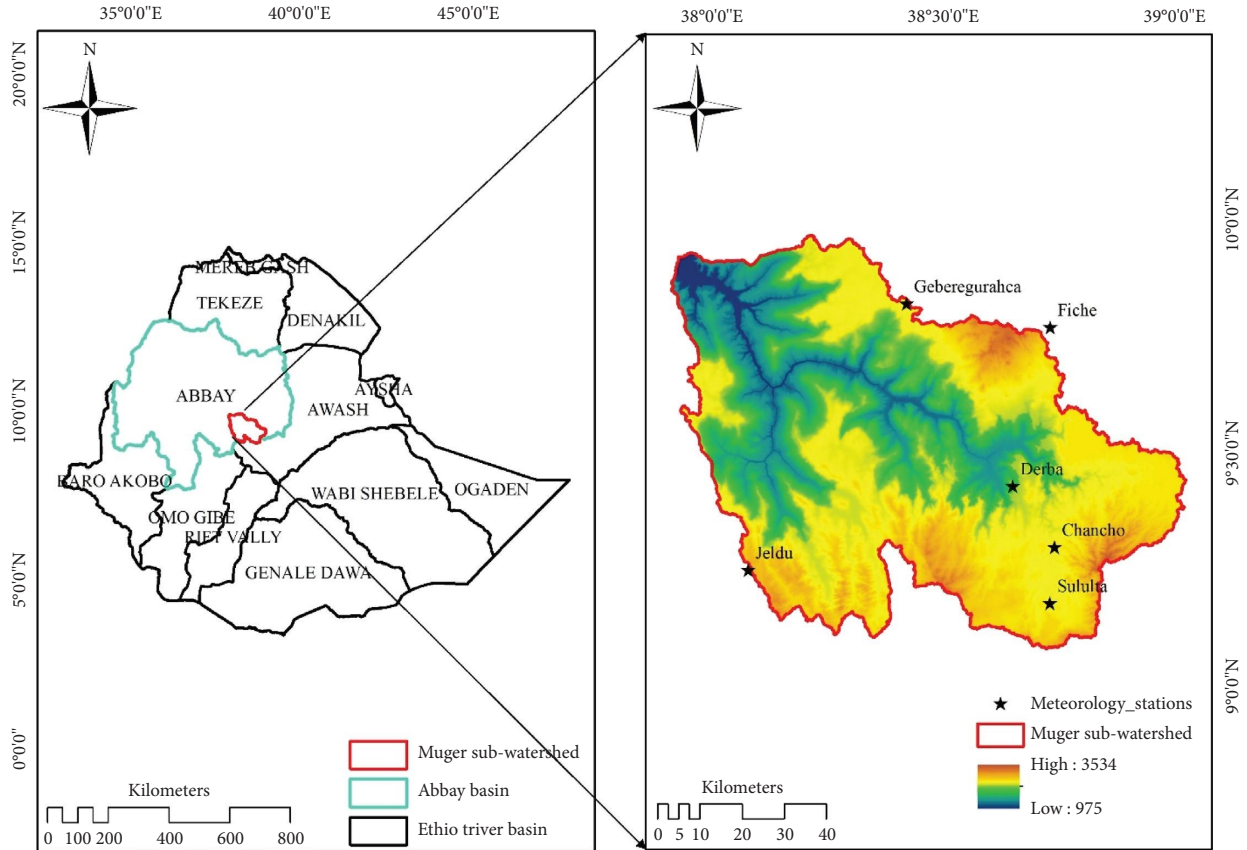 35°0'0"E
40°0'0"E
45°0'0"E
20°0'0"N
15°0'0"N
10°0'0"N
5°0'0"N
0°0'0"
N
MEREB GASH
TEKEZE
DENAKIL
AYSHA
ABBAY
AWASH
BARO AKOBO
WABI SHEBELE
OGADEN
OMO GIBE
RIFT VALLY
GENALE DAWA
Muger sub-watershed
Abbay basin
Ethio triver basin
Kilometers
0 100 200 400 600 800
38°0'0"E
38°30'0"E
39°0'0"E
10°0'0"N
9°30'0"N
9°0'0"N
N
Geberegurahca
Fiche
Derba
Chancho
Jeldu
Sululta
Meteorology_stations
Muger sub-watershed
High : 3534
Low : 975
Kilometers
0 5 10 20 30 40